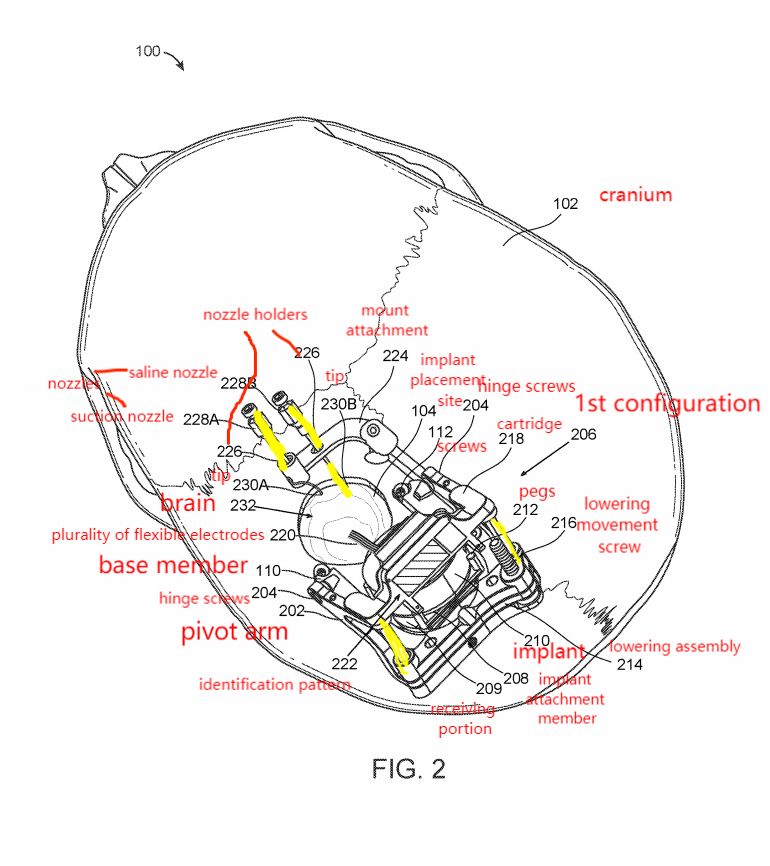 100
102
cranium
nozzle holders
mount
attachment
226
224
saline nozzle
nozzles
228B
tip
implant
placement
site
hinge screws
suction nozzle
228A
230B
104
204
1st configuration
112
cartridge
218
206
226
screws
tip
230A
pegs
brain
232
212
lowering
movement
screw
216
plurality of flexible electrodes
220
base member
110
hinge screws
204
202
pivot arm
210
implant
lowering assembly
222
214
208
209
identification pattern
implant
attachment
member
receiving
portion
FIG. 2